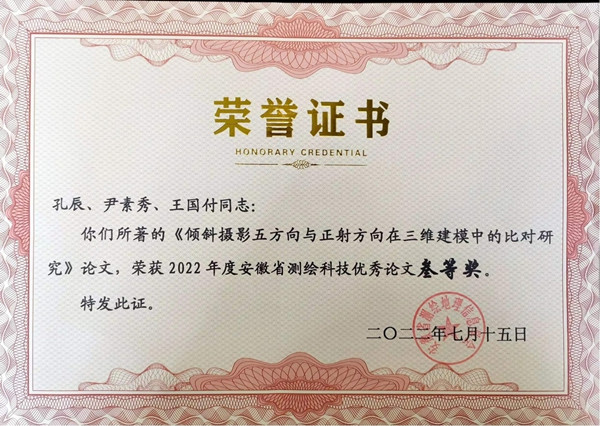 荣誉证书
HONORARY CREDENTIAL
孔辰、尹素秀、王国付同志：
你们所著的《倾斜摄影五方向与正射方向在三维建模中的比对研
究》论文，荣获2022年度安徽省测绘科技优秀论文叁等奖。
特发此证。
二〇二二年七月十五日